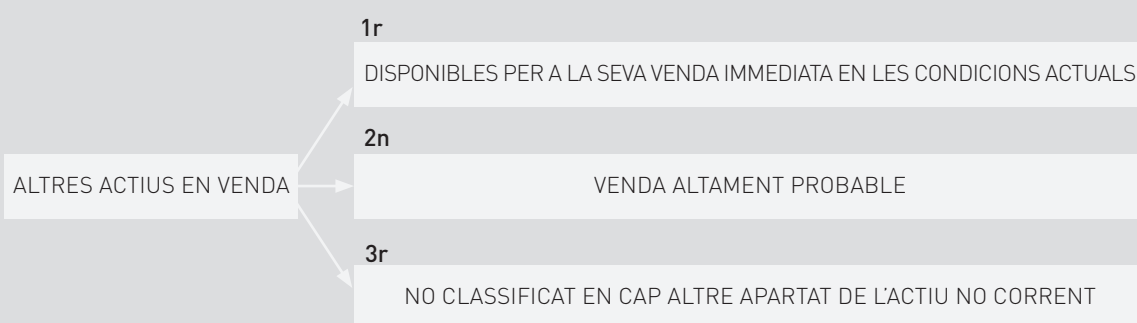 1r
DISPONIBLES PER A LA SEVA VENDA IMMEDIATA EN LES CONDICIONS ACTUALS
2n
ALTRES ACTIUS EN VENDA
VENDA ALTAMENT PROBABLE
3r
NO CLASSIFICAT EN CAP ALTRE APARTAT DE L'ACTIU NO CORRENT